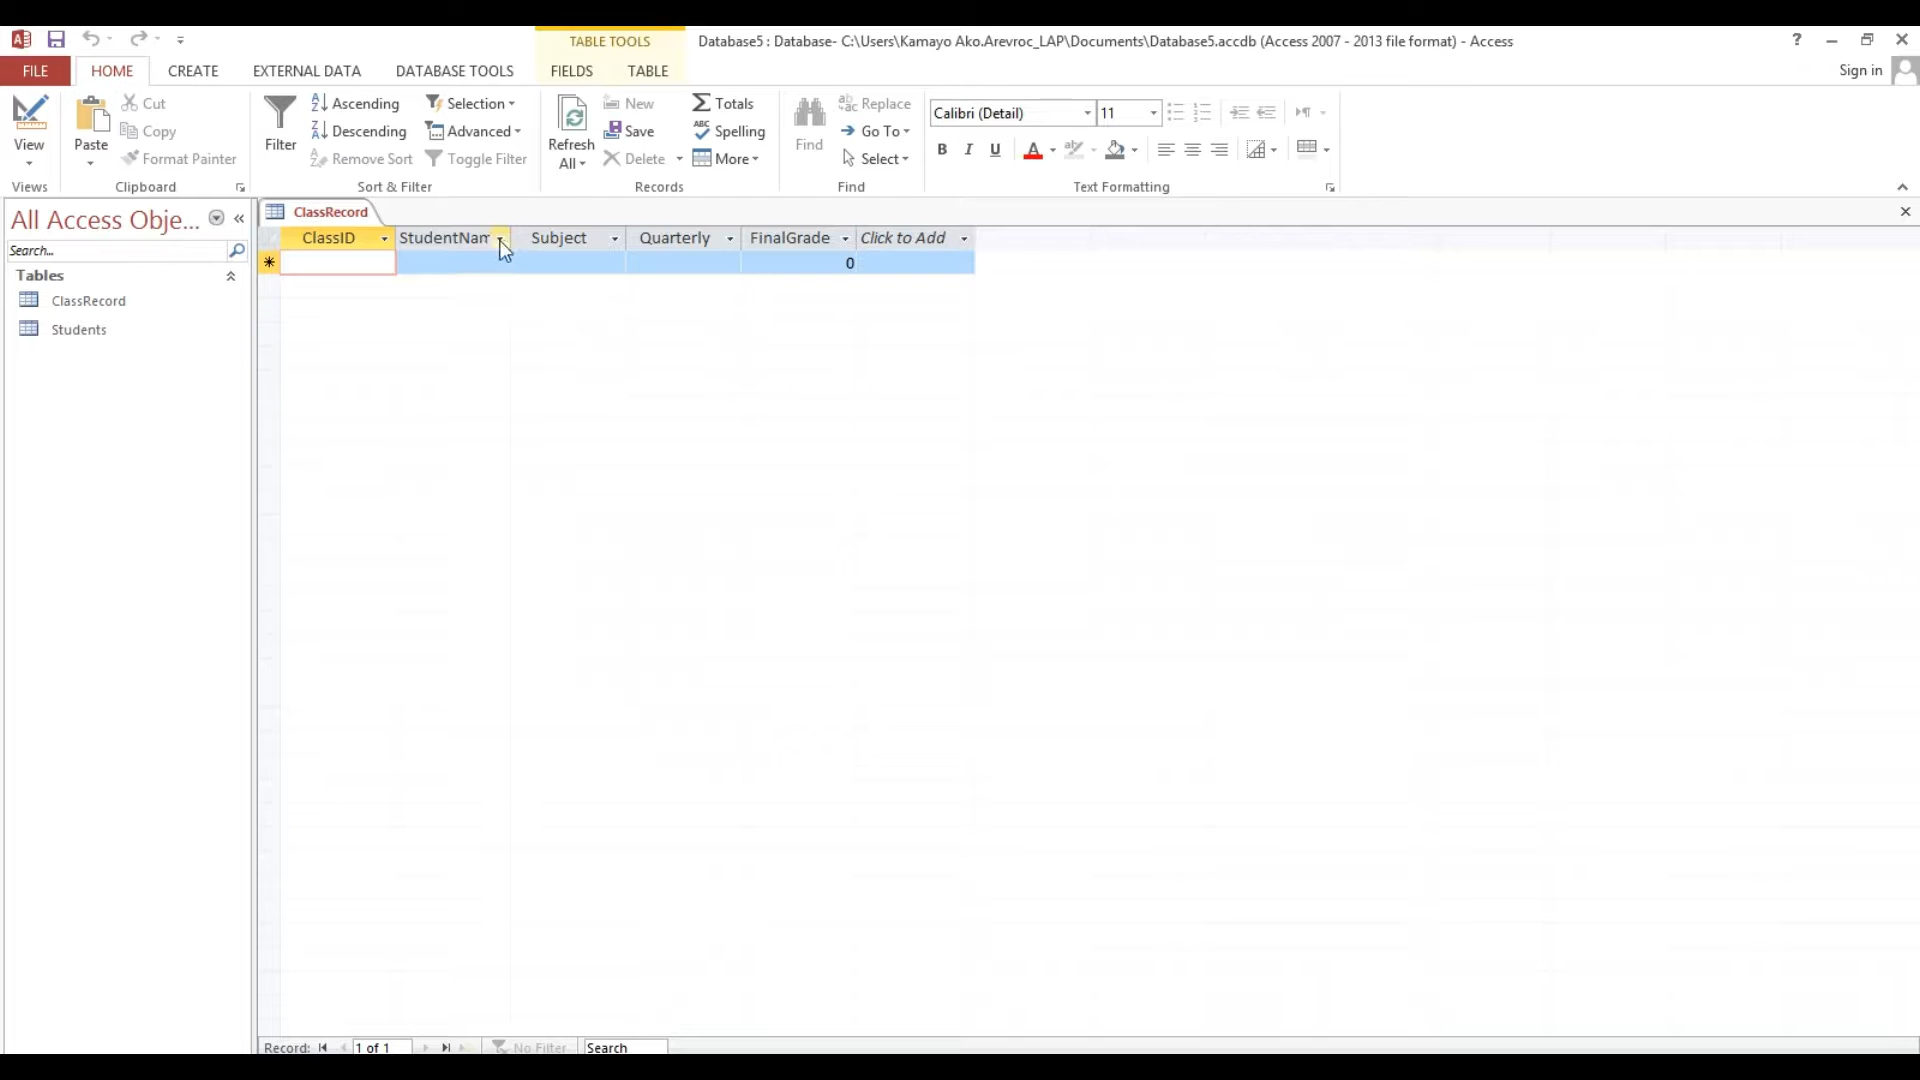 TABLE TOOLS
Database5 : Database- C:\Users\Kamayo Ako.Arevroc_LAP\Documents\Database5.accdb (Access 2007 - 2013 file format) - Access
?
FILE HOME CREATE EXTERNAL DATA DATABASE TOOLS FIELDS TABLE Sign in
View
Views
Paste
Cut
Copy
Format Painter
Clipboard
Filter
Ascending
Descending
Remove Sort
Selection
Advanced
Toggle Filter
Sort & Filter
Refresh
All
New
Save
Delete
Totals
Spelling
More
Records
Find
Replace
Go To
Select
Find
Calibri (Detail) 11
B I U A
Text Formatting
All Access Obje...
Search...
Tables
ClassRecord
Students
ClassRecord
ClassID StudentNam Subject Quarterly FinalGrade Click to Add
0
Record: 1 of 1 No Filter Search